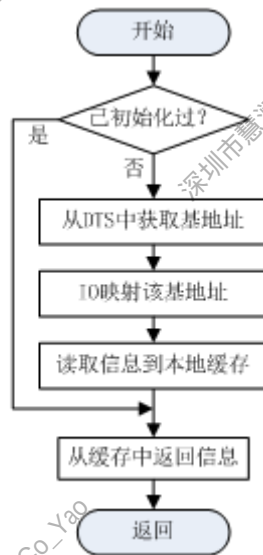 开始
已初始化过?
是
否
深圳市慧
从DTS中获取基地址
IO映射该基地址
读取信息到本地缓存
从缓存中返回信息
Co_Yao
返回